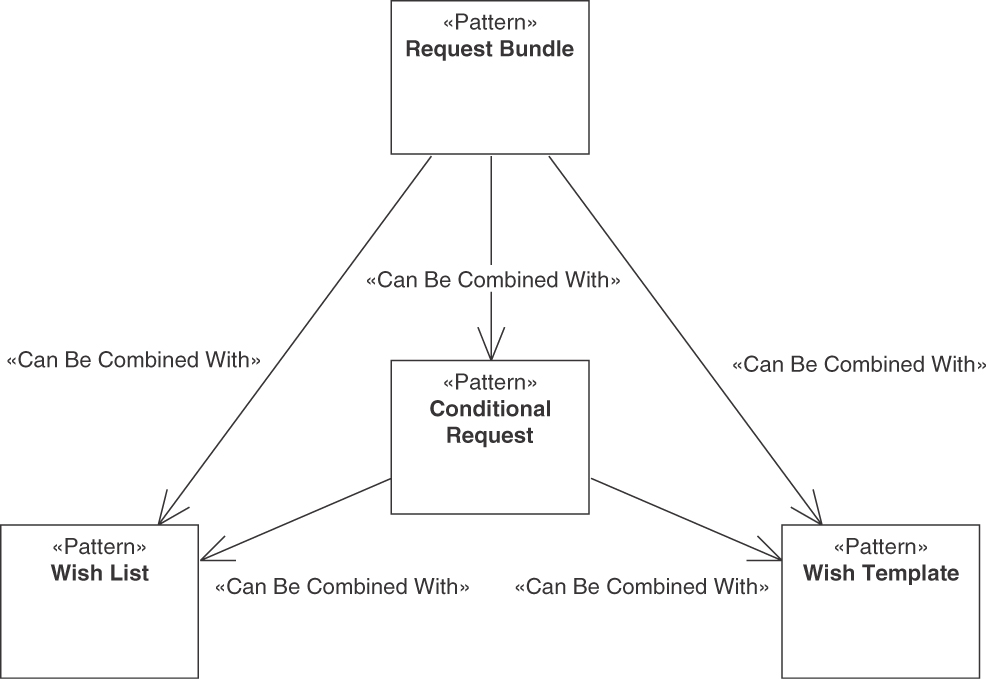 «Pattern»
Request Bundle
«Can Be Combined With»
«Can Be Combined With»
«Can Be Combined With»
«Pattern»
Conditional
Request
«Pattern»
Wish List
«Pattern»
Wish Template
«Can Be Combined With»
«Can Be Combined With»